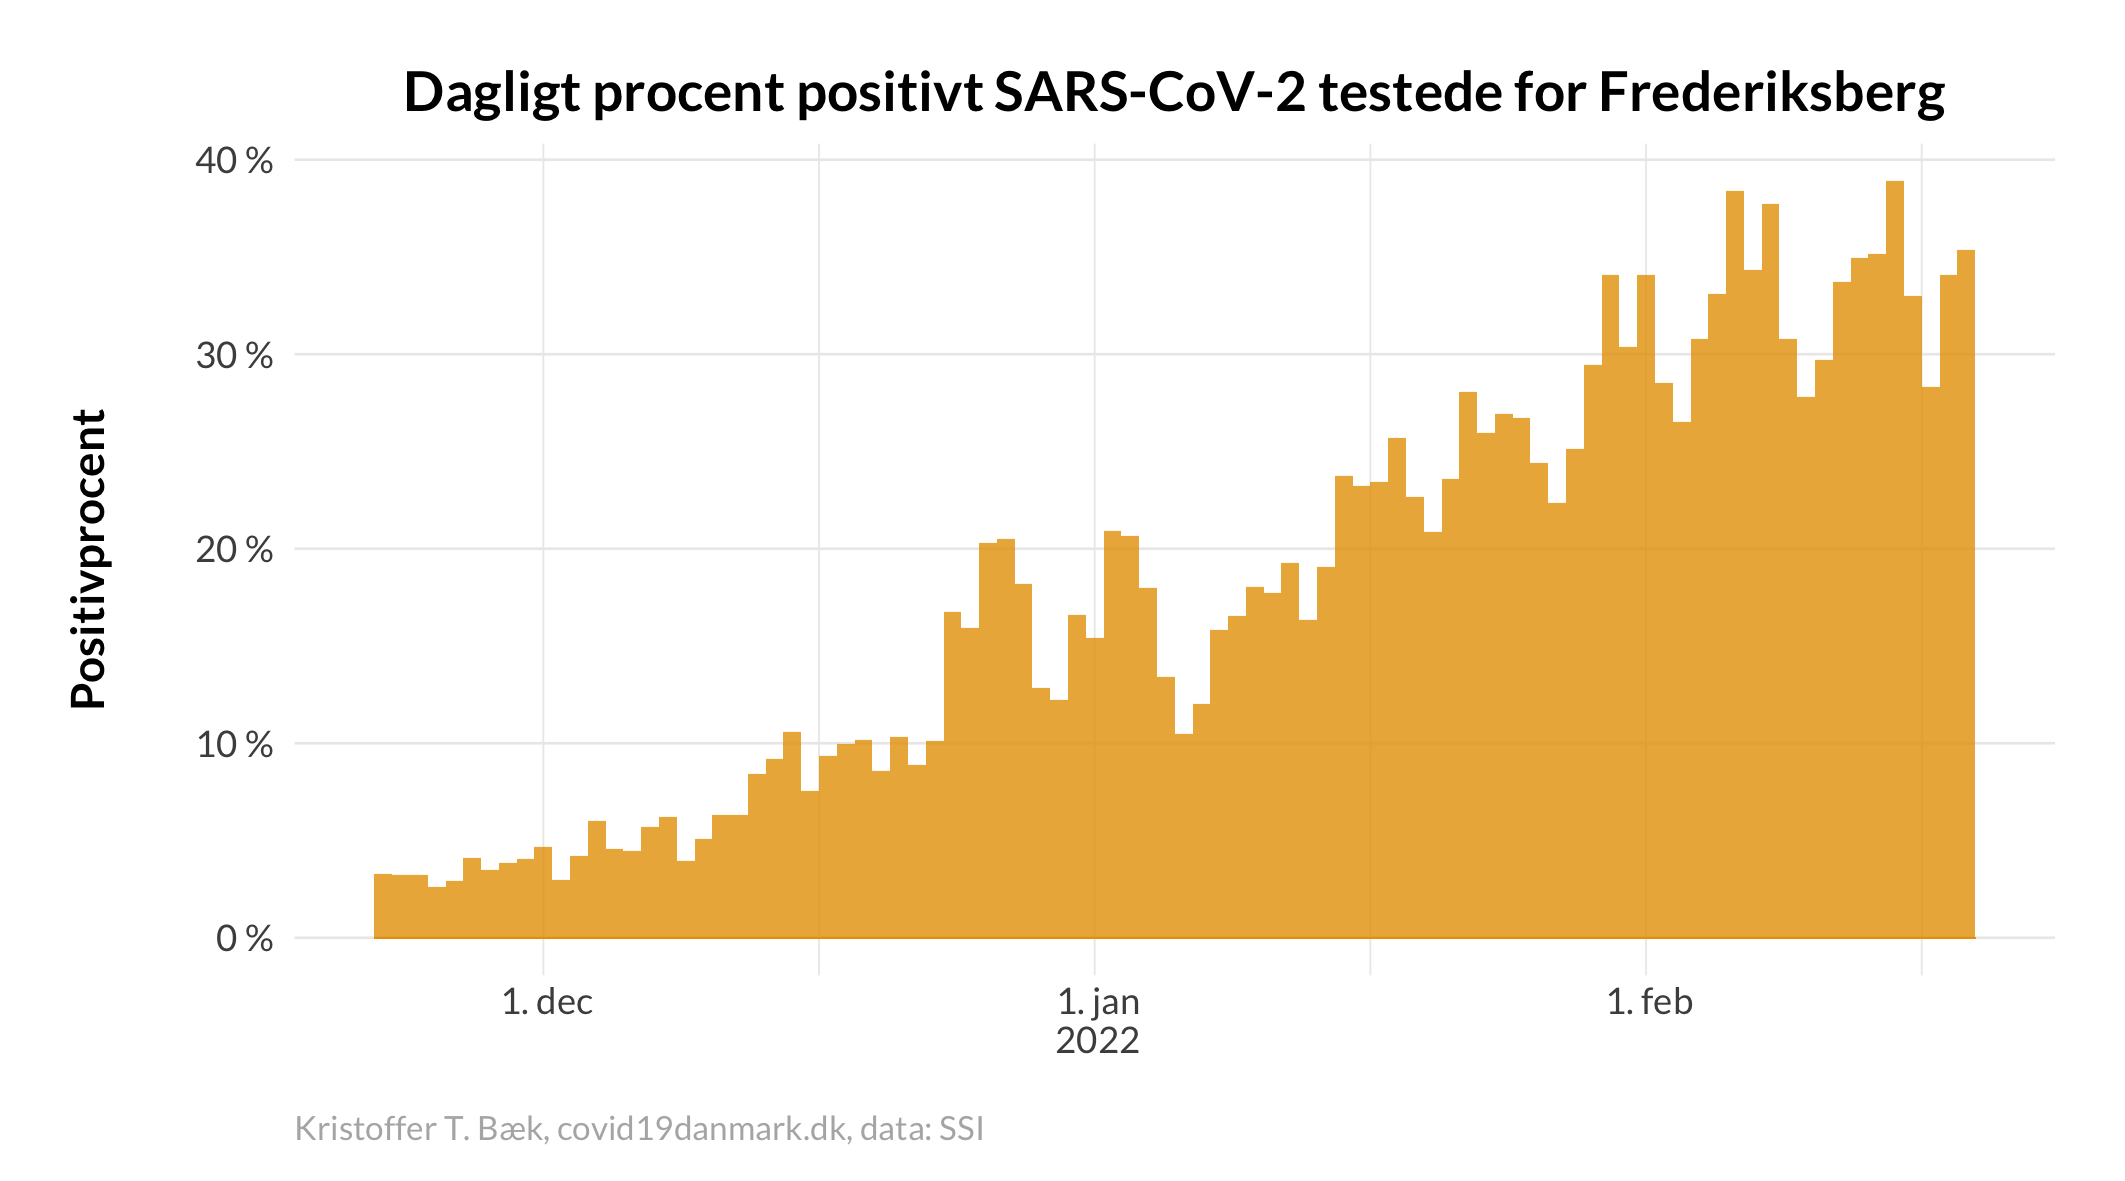 Dagligt procent positivt SARS-CoV-2 testede for Frederiksberg
Positivprocent
40 %
30 %
20 %
10 %
0 %
1. dec
1. jan
2022
1. feb
Kristoffer T. Bæk, covid19danmark.dk, data: SSI